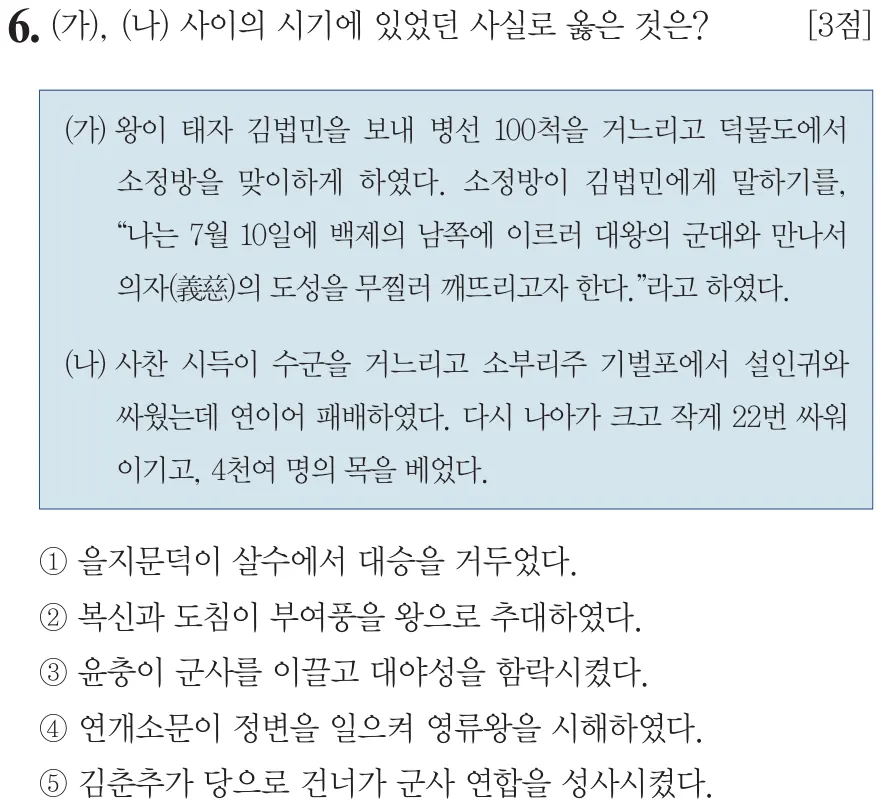 6. (가), (나) 사이의 시기에 있었던 사실로 옳은 것은? [3점]
(가) 왕이 태자 김법민을 보내 병선 100척을 거느리고 덕물도에서
소정방을 맞이하게 하였다. 소정방이 김법민에게 말하기를,
“나는 7월 10일에 백제의 남쪽에 이르러 대왕의 군대와 만나서
의자(義慈)의 도성을 무찔러 깨뜨리고자 한다.”라고 하였다.
(나) 사찬 시득이 수군을 거느리고 소부리주 기벌포에서 설인귀와
싸웠는데 연이어 패배하였다. 다시 나아가 크고 작게 22번 싸워
이기고, 4천여 명의 목을 베었다.
① 을지문덕이 살수에서 대승을 거두었다.
② 복신과 도침이 부여풍을 왕으로 추대하였다.
③ 윤충이 군사를 이끌고 대야성을 함락시켰다.
④ 연개소문이 정변을 일으켜 영류왕을 시해하였다.
⑤ 김춘추가 당으로 건너가 군사 연합을 성사시켰다.